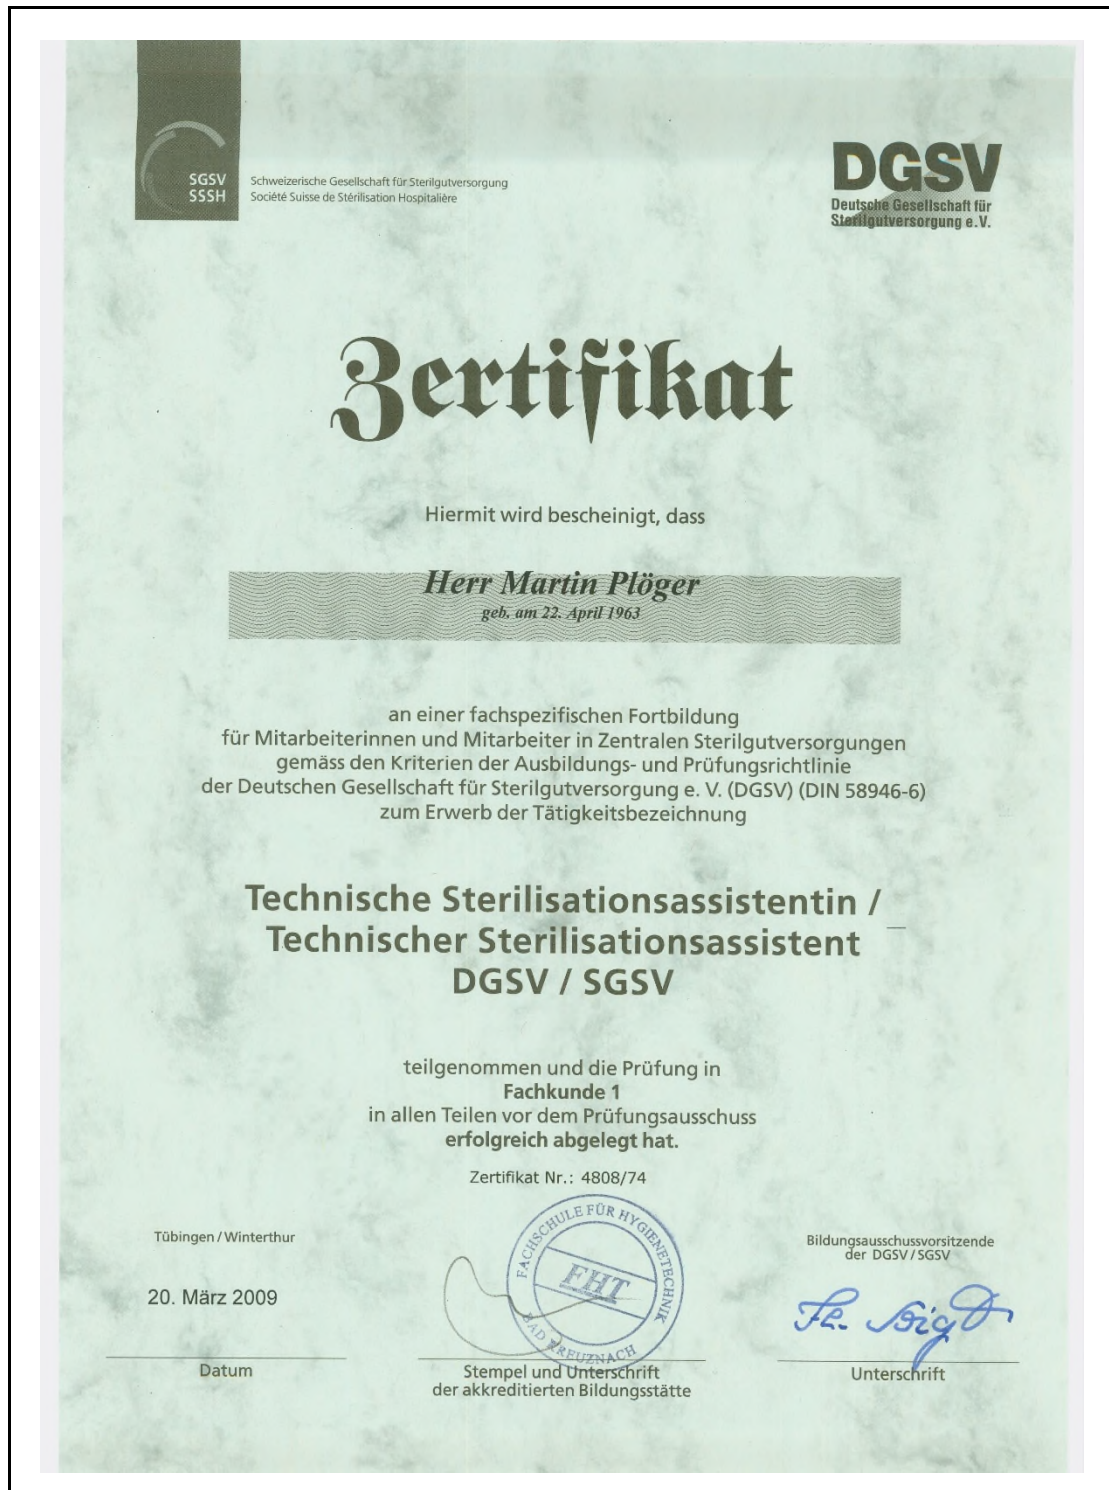 SGSV
SSSH
Schweizerische Gesellschaft für Sterilgutversorgung
Société Suisse de Stérilisation Hospitalière
DGSV
Deutsche Gesellschaft für
Sterilgutversorgung e.V.
Zertifikat
Hiermit wird bescheinigt, dass
Herr Martin Plöger
geb. am 22. April 1963
an einer fachspezifischen Fortbildung
für Mitarbeiterinnen und Mitarbeiter in Zentralen Sterilgutversorgungen
gemäss den Kriterien der Ausbildungs- und Prüfungsrichtlinie
der Deutschen Gesellschaft für Sterilgutversorgung e. V. (DGSV) (DIN 58946-6)
zum Erwerb der Tätigkeitsbezeichnung
Technische Sterilisationsassistentin /
Technischer Sterilisationsassistent
DGSV / SGSV
teilgenommen und die Prüfung in
Fachkunde 1
in allen Teilen vor dem Prüfungsausschuss
erfolgreich abgelegt hat.
Zertifikat Nr.: 4808/74
Tübingen / Winterthur
20. März 2009
Datum
FACHSCHULE FÜR HYGIENETECHNIK
FHT
BAD KREUZNACH
Stempel und Unterschrift
der akkreditierten Bildungsstätte
Bildungsausschussvorsitzende
der DGSV / SGSV
Unterschrift